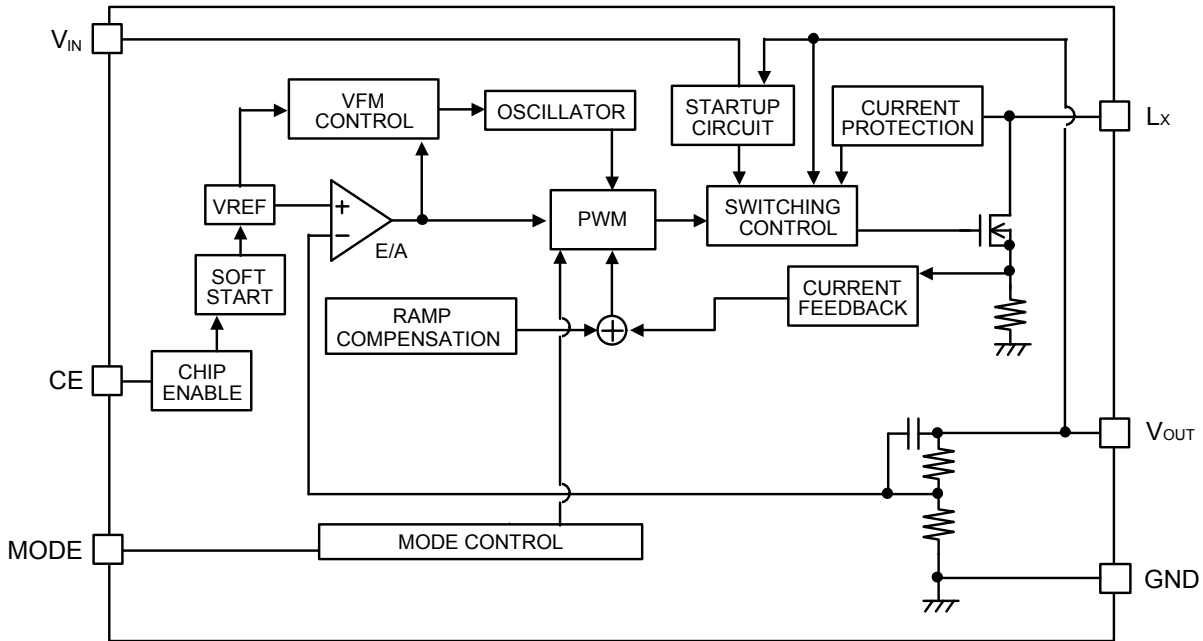 VIN
VFM
CONTROL
OSCILLATOR
STARTUP
CIRCUIT
CURRENT
PROTECTION
LX
VREF
+
−
E/A
PWM
SWITCHING
CONTROL
SOFT
START
RAMP
COMPENSATION
+
CURRENT
FEEDBACK
CE
CHIP
ENABLE
VOUT
MODE
MODE CONTROL
GND